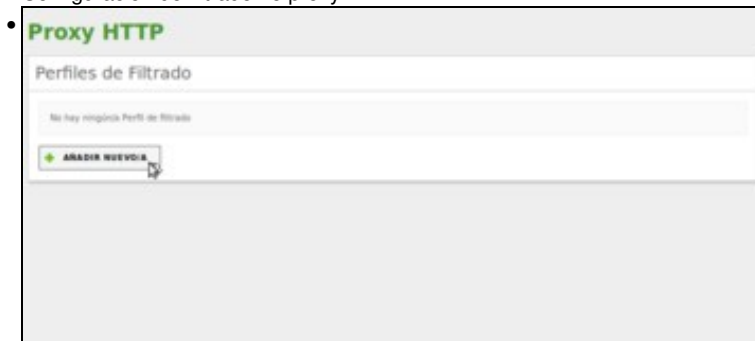 Proxy HTTP
Perfiles de Filtrado
No hay ningún/a Perfil de filtrado
AÑADIR NUEVO/A